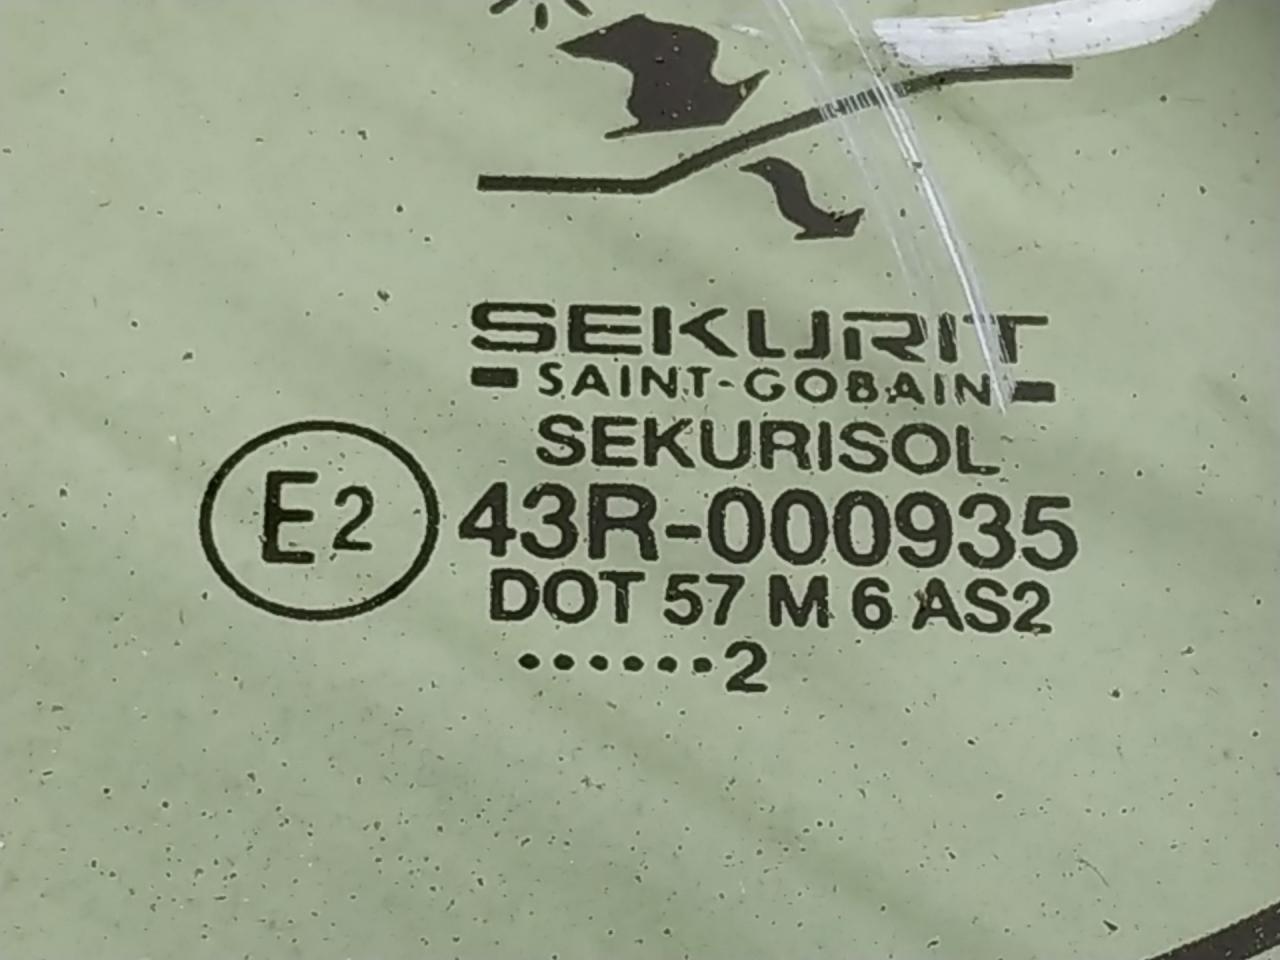 SEKURIT
SAINT-GOBAIN
SEKURISOL
E2
43R-000935
DOT 57 M 6 AS2
......2